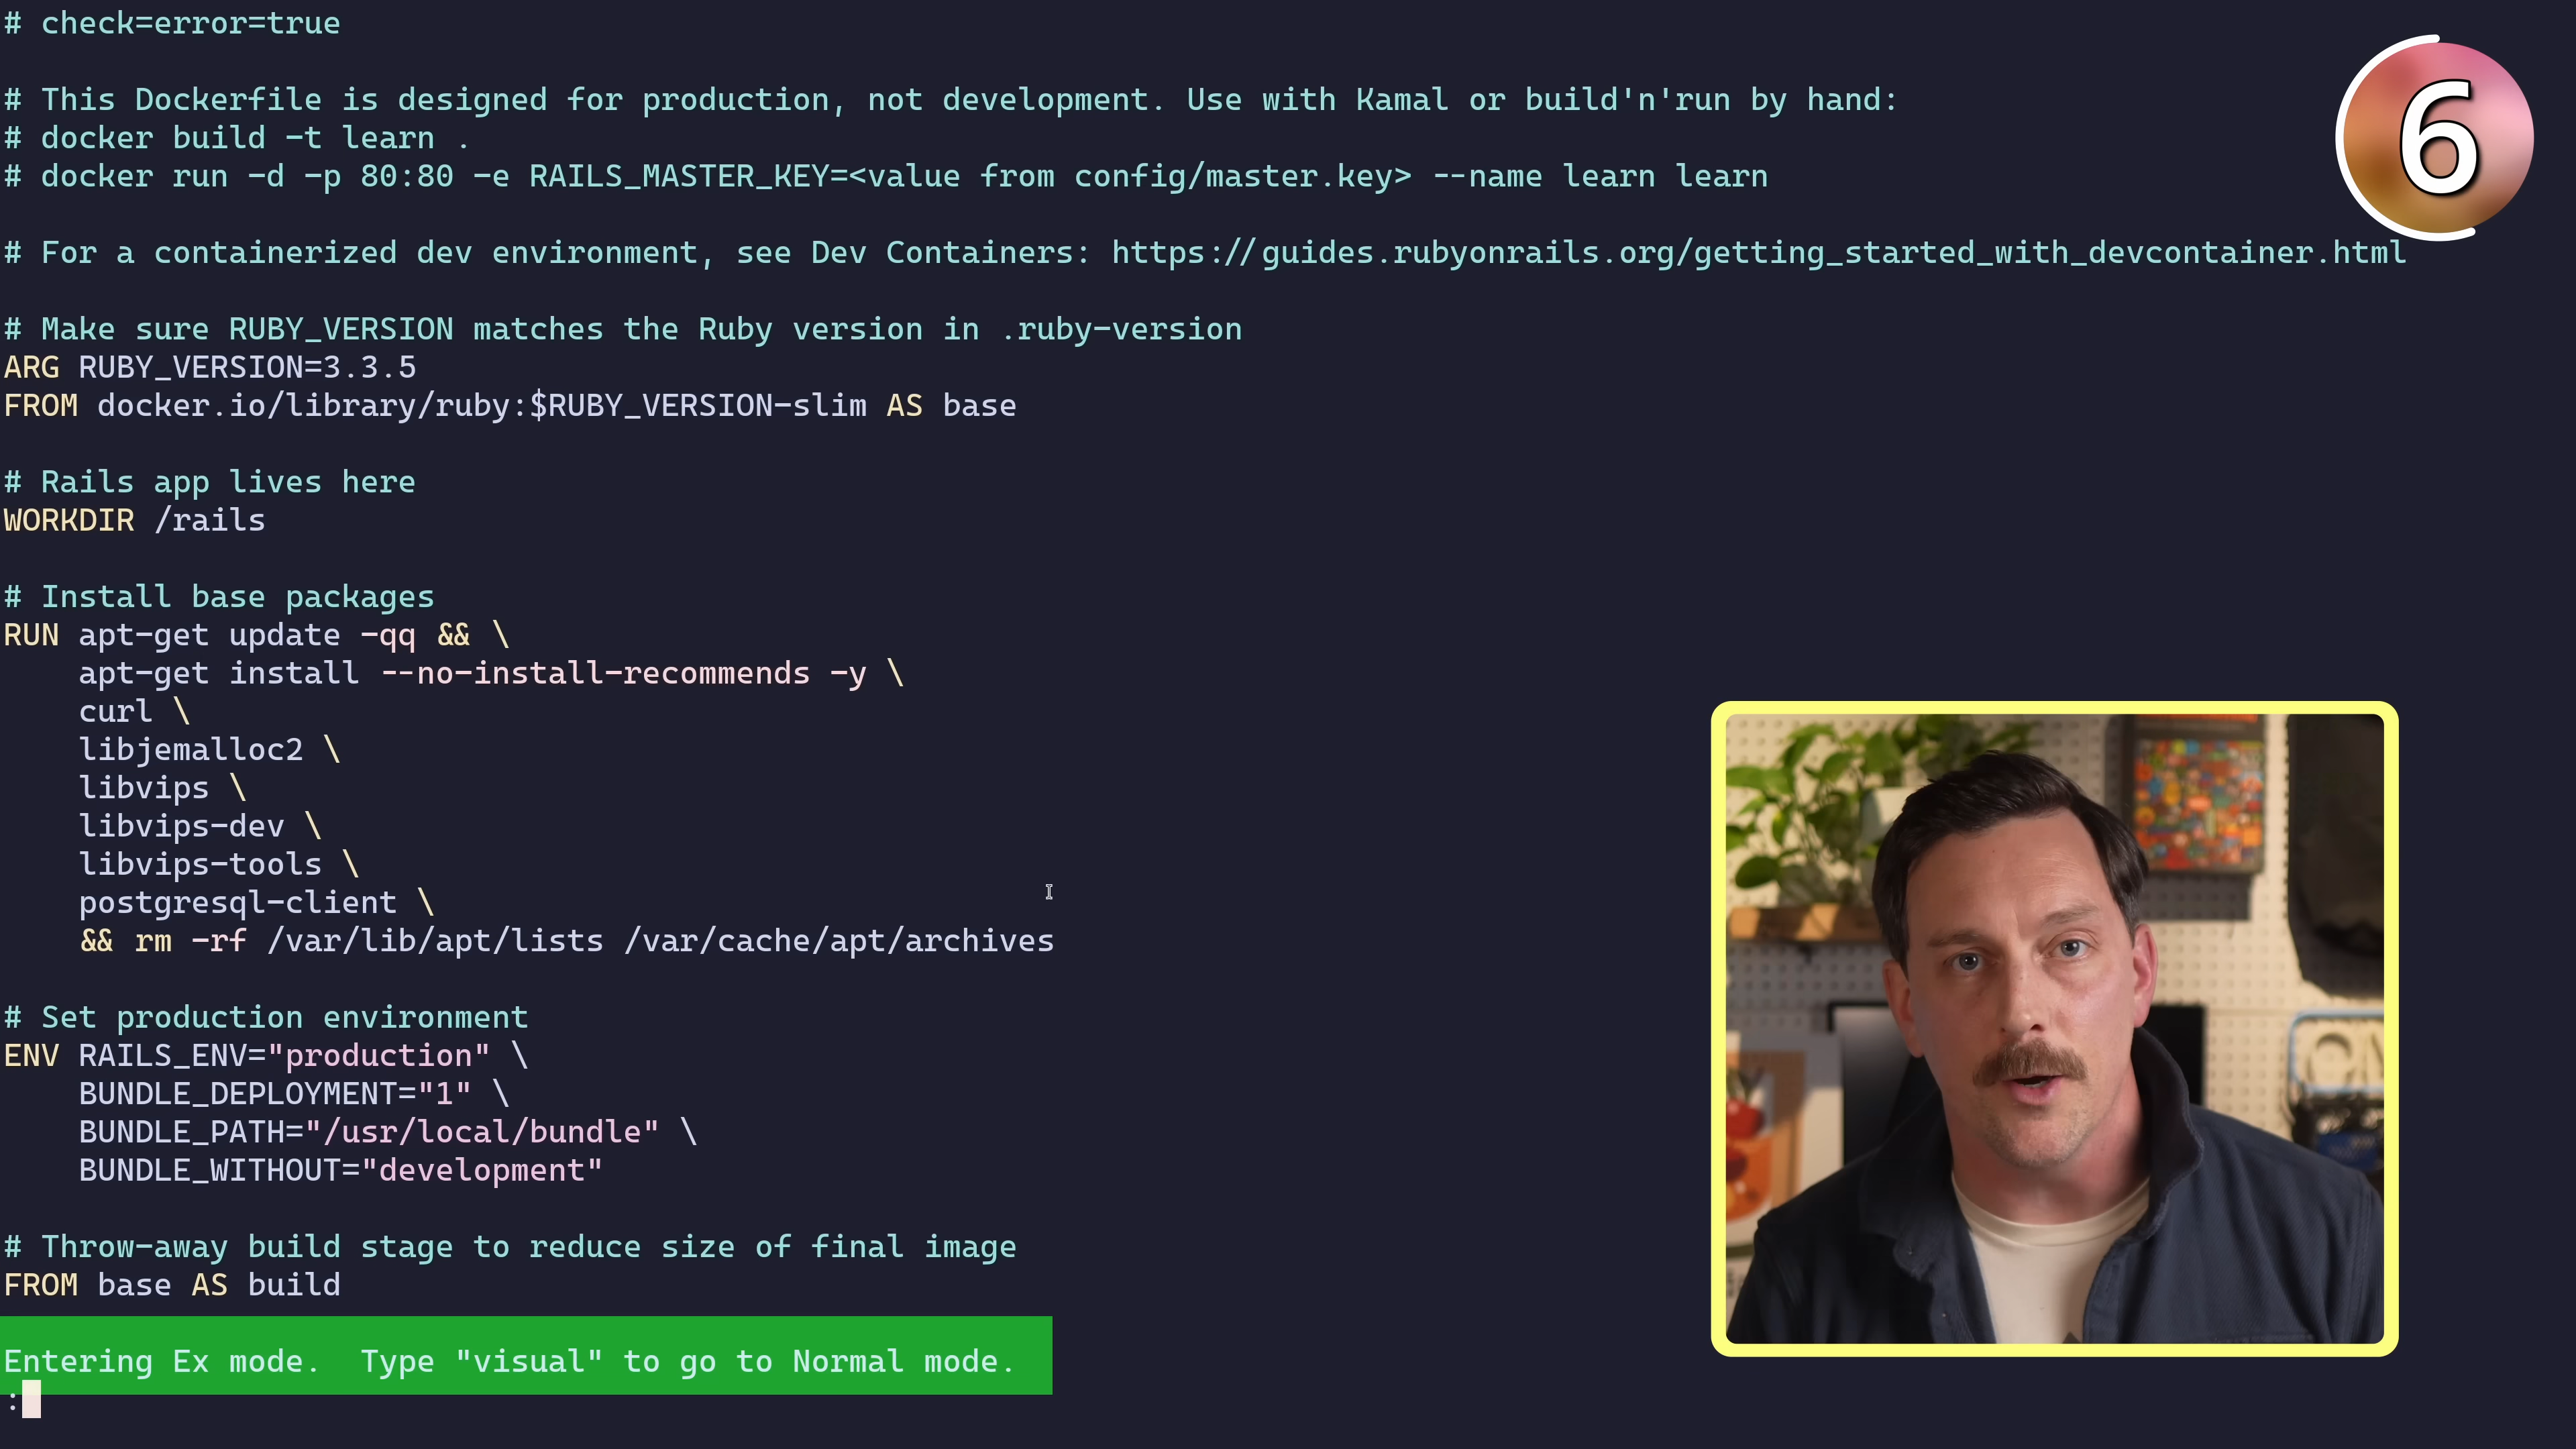 # check=error=true
# This Dockerfile is designed for production, not development. Use with Kamal or build'n'run by hand:
# docker build -t learn .
# docker run -d -p 80:80 -e RAILS_MASTER_KEY=<value from config/master.key> --name learn learn
# For a containerized dev environment, see Dev Containers: https://guides.rubyonrails.org/getting_started_with_devcontainer.html
# Make sure RUBY_VERSION matches the Ruby version in .ruby-version
ARG RUBY_VERSION=3.3.5
FROM docker.io/library/ruby:$RUBY_VERSION-slim AS base
# Rails app lives here
WORKDIR /rails
# Install base packages
RUN apt-get update -qq && \
    apt-get install --no-install-recommends -y \
    curl \
    libjemalloc2 \
    libvips \
    libvips-dev \
    libvips-tools \
    postgresql-client \
    && rm -rf /var/lib/apt/lists /var/cache/apt/archives
# Set production environment
ENV RAILS_ENV="production" \
    BUNDLE_DEPLOYMENT="1" \
    BUNDLE_PATH="/usr/local/bundle" \
    BUNDLE_WITHOUT="development"
# Throw-away build stage to reduce size of final image
FROM base AS build
Entering Ex mode.  Type "visual" to go to Normal mode.
:
6